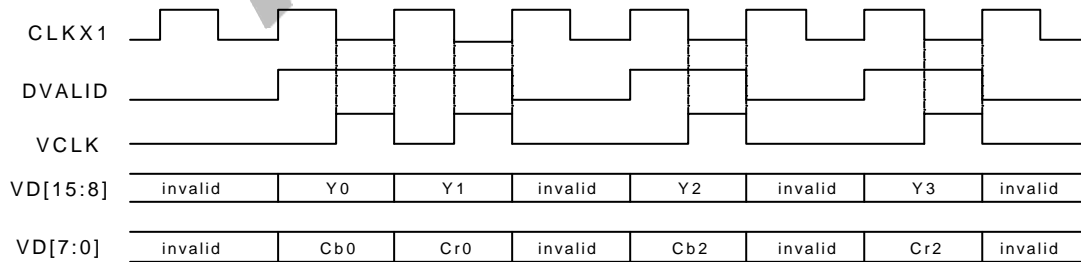 CLKX1
DVALID
VCLK
VD[15:8] invalid Y0 Y1 invalid Y2 invalid Y3 invalid
VD[7:0] invalid Cb0 Cr0 invalid Cb2 invalid Cr2 invalid